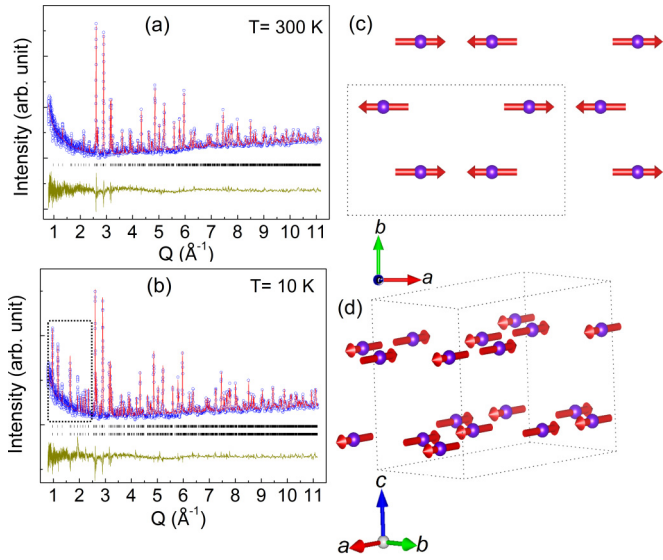 (a)
T= 300 K
Intensity (arb. unit)
1 2 3 4 5 6 7 8 9 10 11
Q (Å⁻¹)
(b)
T= 10 K
Intensity (arb. unit)
1 2 3 4 5 6 7 8 9 10 11
Q (Å⁻¹)
(c)
b
a
(d)
c
a
b